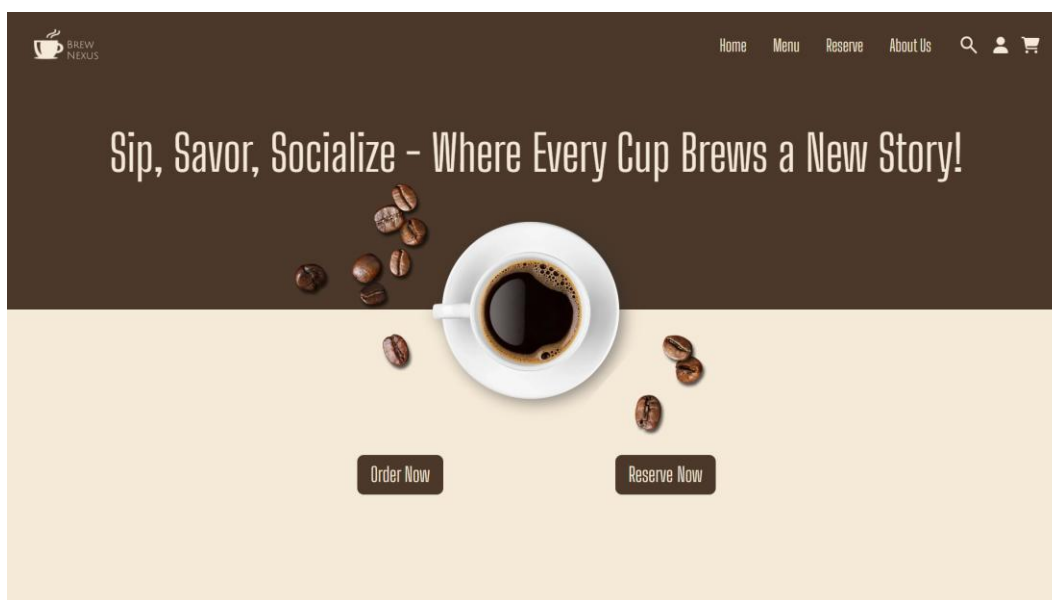 BREW
NEXUS
Home Menu Reserve About Us
Sip, Savor, Socialize - Where Every Cup Brews a New Story!
Order Now Reserve Now